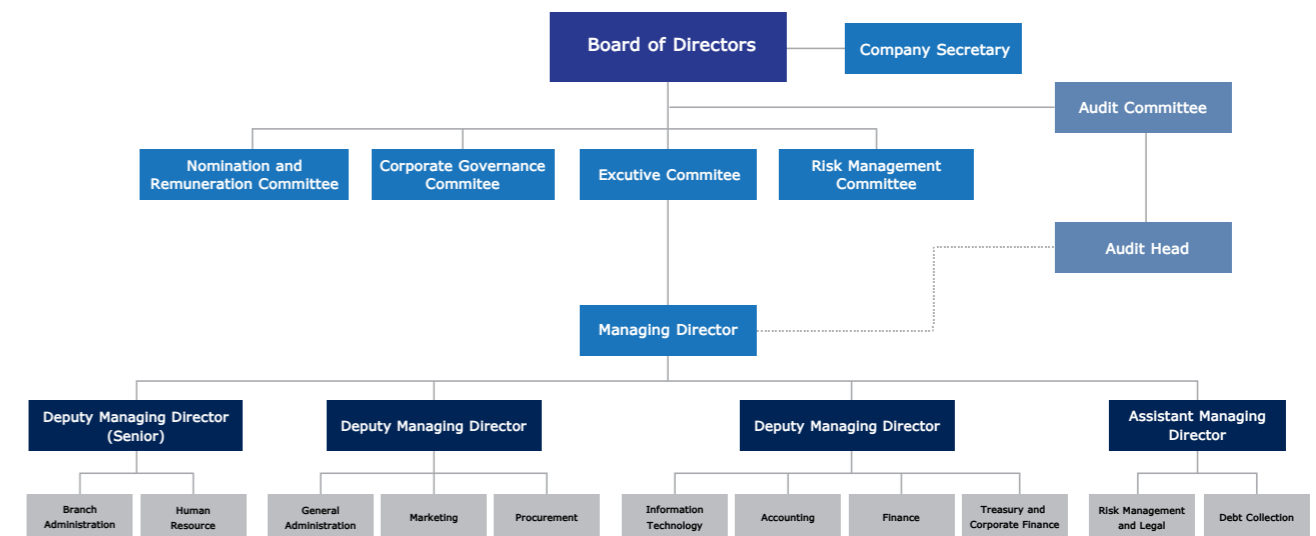 Board of Directors
Company Secretary
Audit Committee
Nomination and
Remuneration Committee
Corporate Governance
Commitee
Excutive Commitee
Risk Management
Committee
Audit Head
Managing Director
Deputy Managing Director
(Senior)
Deputy Managing Director
Deputy Managing Director
Assistant Managing
Director
Branch
Administration
Human
Resource
General
Administration
Marketing
Procurement
Information
Technology
Accounting
Finance
Treasury and
Corporate Finance
Risk Management
and Legal
Debt Collection